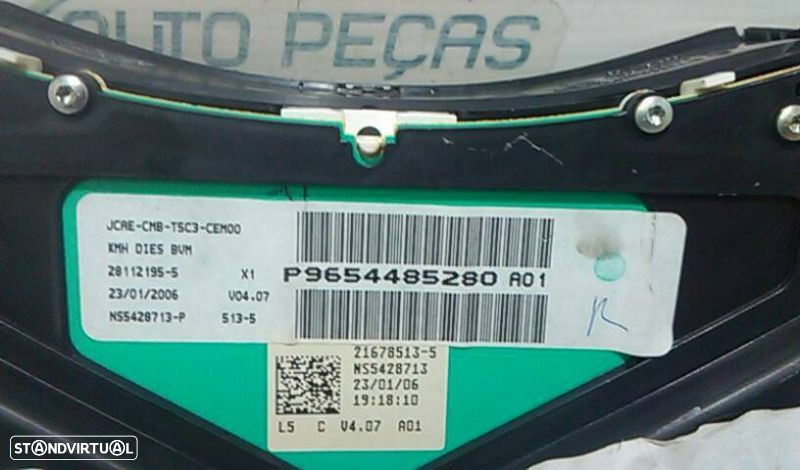 AUTO PEÇAS
JCAE-CMB-T5C3-CEM00
KMH DIES BVM
28112195-5 X1
23/01/2006 V04.07
NS5428713-P 513-5
P9654485280 A01
21678513-5
NS5428713
23/01/06
19:18:10
L5 C V4.07 A01
STANDVIRTUAL